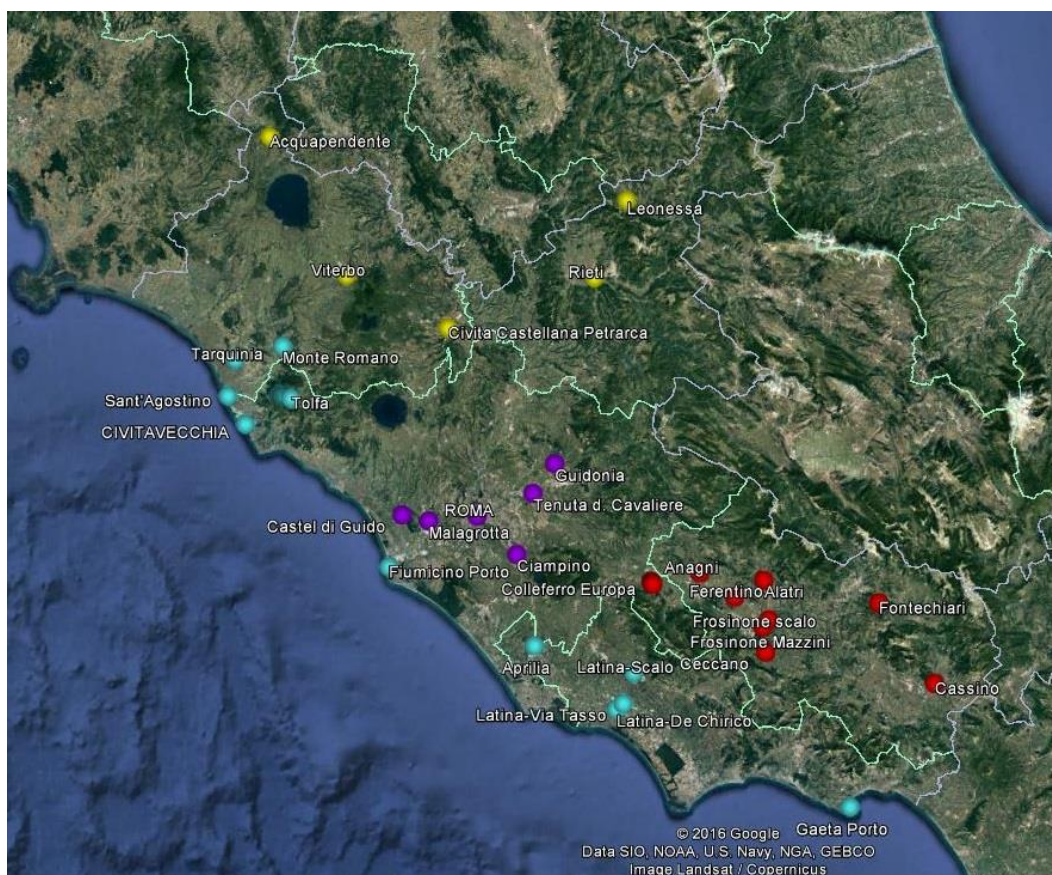 Acquapendente
Leonessa
Viterbo
Rieti
Civita Castellana Petrarca
Tarquinia
Monte Romano
Sant'Agostino
Tolfa
CIVITAVECCHIA
Guidonia
Tenuta d. Cavaliere
ROMA
Castel di Guido
Malagrotta
Ciampino
Fiumicino Porto
Anagni
Colleferro Europa
Ferentino
Alatri
Fontechiari
Frosinone scalo
Frosinone Mazzini
Aprilia
Latina-Scalo
Ceccano
Cassino
Latina-Via Tasso
Latina-De Chirico
Gaeta Porto
© 2016 Google
Data SIO, NOAA, U.S. Navy, NGA, GEBCO
Image Landsat / Copernicus